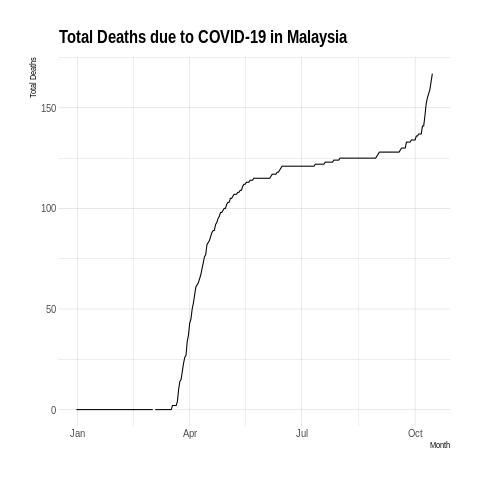 Total Deaths due to COVID-19 in Malaysia
Total Deaths
150
100
50
0
Jan Apr Jul Oct
Month